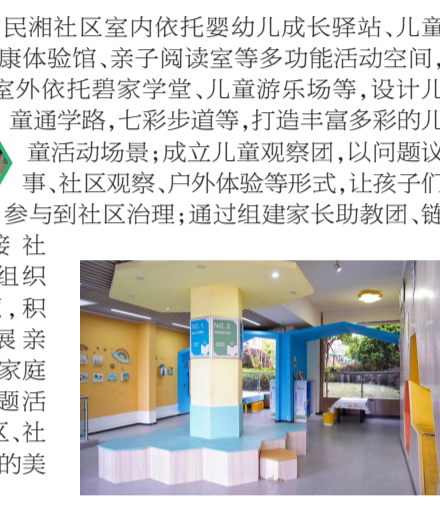 民湘社区室内依托婴幼儿成长驿站、儿童
康体验馆、亲子阅读室等多功能活动空间,
室外依托碧家学堂、儿童游乐场等,设计儿
童通学路,七彩步道等,打造丰富多彩的儿
童活动场景;成立儿童观察团,以问题议
事、社区观察、户外体验等形式,让孩子们
参与到社区治理;通过组建家长助教团、链
接社
组织
,积
展亲
家庭
题活
区、社
的美
NO.1
NO.2